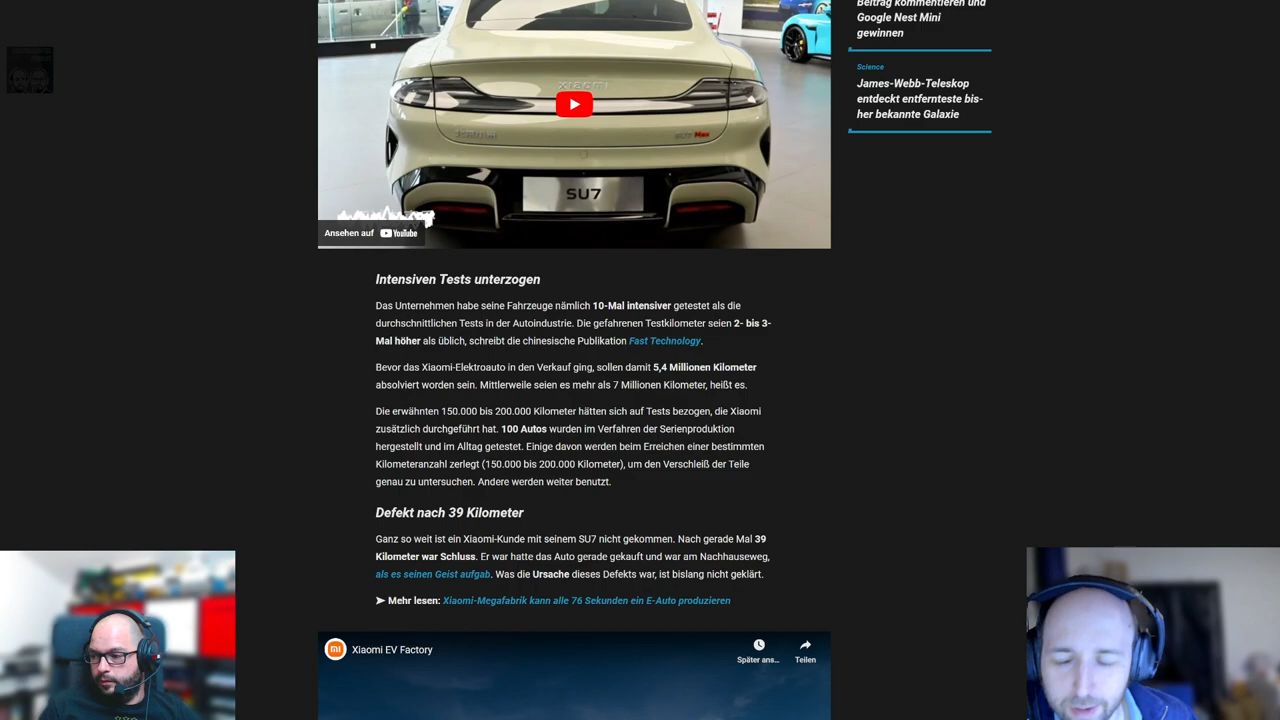 Beitrag kommentieren und
Google Nest Mini
gewinnen
Science
James-Webb-Teleskop
entdeckt entfernteste bis-
her bekannte Galaxie
XIAOMI
SU7 Max
SU7
Ansehen auf YouTube
Intensiven Tests unterzogen
Das Unternehmen habe seine Fahrzeuge nämlich 10-Mal intensiver getestet als die
durchschnittlichen Tests in der Autoindustrie. Die gefahrenen Testkilometer seien 2- bis 3-
Mal höher als üblich, schreibt die chinesische Publikation Fast Technology.
Bevor das Xiaomi-Elektroauto in den Verkauf ging, sollen damit 5,4 Millionen Kilometer
absolviert worden sein. Mittlerweile seien es mehr als 7 Millionen Kilometer, heißt es.
Die erwähnten 150.000 bis 200.000 Kilometer hätten sich auf Tests bezogen, die Xiaomi
zusätzlich durchgeführt hat. 100 Autos wurden im Verfahren der Serienproduktion
hergestellt und im Alltag getestet. Einige davon werden beim Erreichen einer bestimmten
Kilometeranzahl zerlegt (150.000 bis 200.000 Kilometer), um den Verschleiß der Teile
genau zu untersuchen. Andere werden weiter benutzt.
Defekt nach 39 Kilometer
Ganz so weit ist ein Xiaomi-Kunde mit seinem SU7 nicht gekommen. Nach gerade Mal 39
Kilometer war Schluss. Er war hatte das Auto gerade gekauft und war am Nachhauseweg,
als es seinen Geist aufgab. Was die Ursache dieses Defekts war, ist bislang nicht geklärt.
➤ Mehr lesen: Xiaomi-Megafabrik kann alle 76 Sekunden ein E-Auto produzieren
Xiaomi EV Factory
Später ans...
Teilen